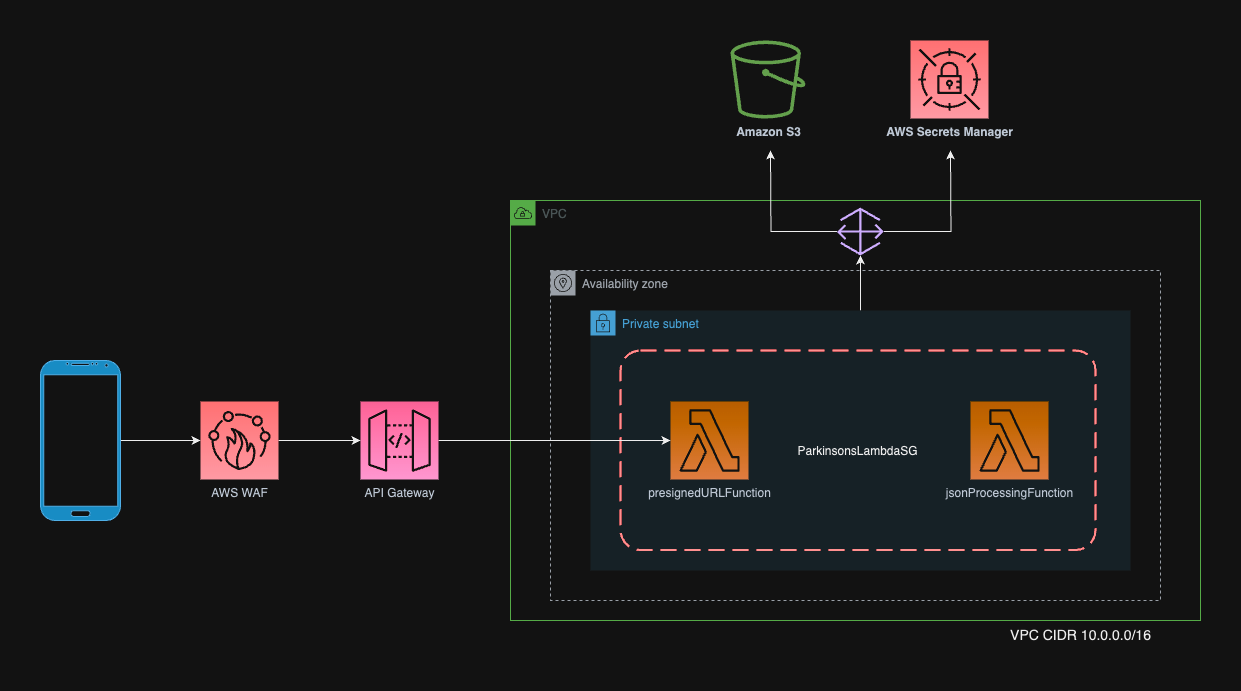 Amazon S3
AWS Secrets Manager
VPC
Availability zone
Private subnet
ParkinsonsLambdaSG
AWS WAF
API Gateway
presignedURLFunction
jsonProcessingFunction
VPC CIDR 10.0.0.0/16